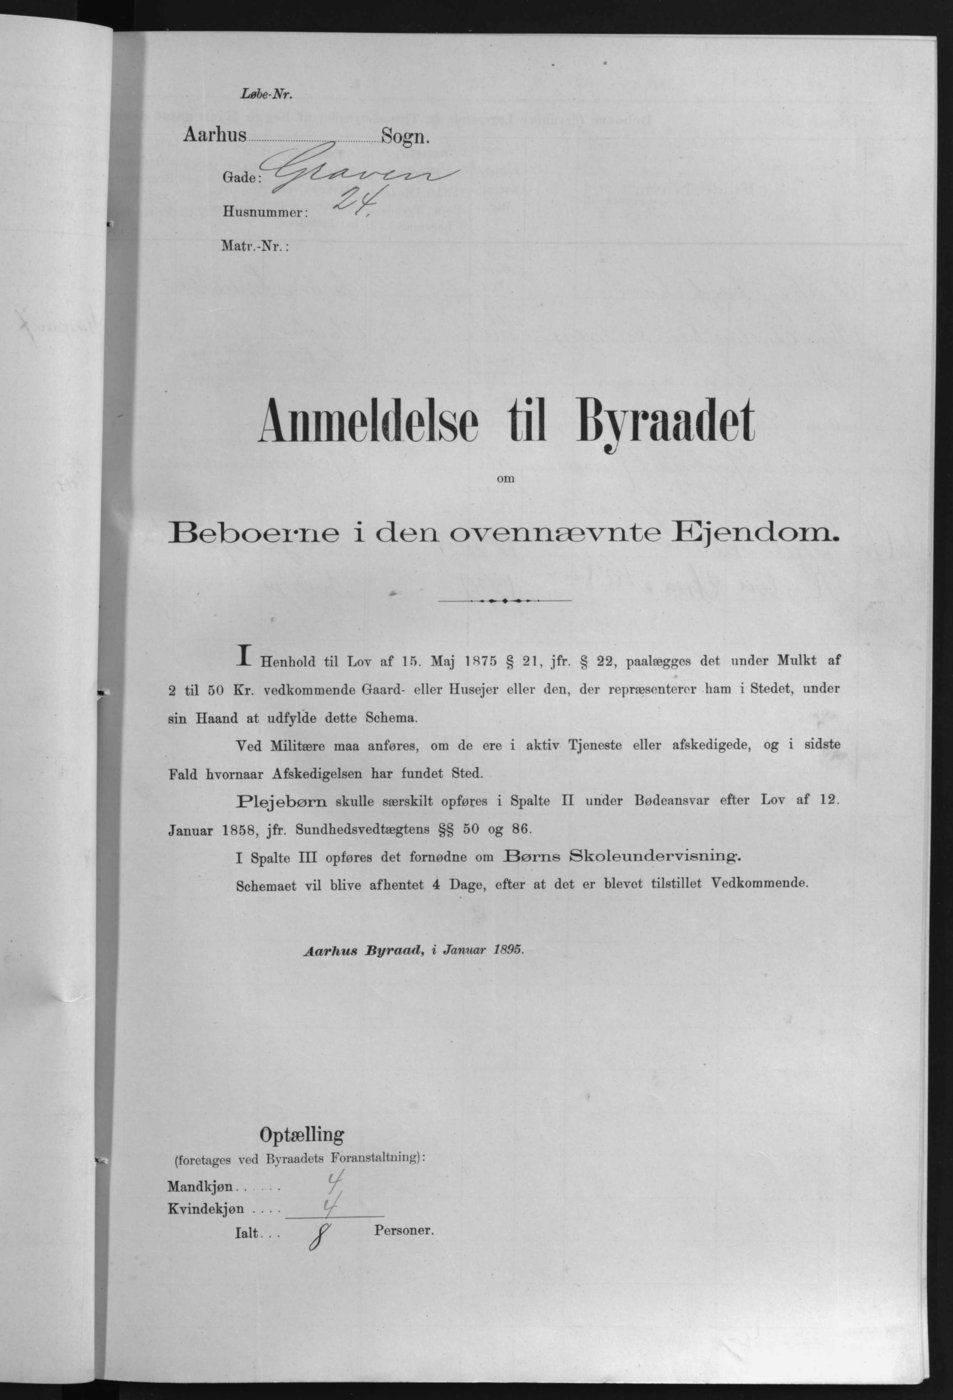 Løbe-Nr.
Aarhus Sogn.
Gade: Graven
Husnummer: 24.
Matr.-Nr.:
Anmeldelse til Byraadet
om
Beboerne i den ovennævnte Ejendom.
I Henhold til Lov af 15. Maj 1875 § 21, jfr. § 22, paalægges det under Mulkt af
2 til 50 Kr. vedkommende Gaard- eller Husejer eller den, der repræsenterer ham i Stedet, under
sin Haand at udfylde dette Schema.
Ved Militære maa anføres, om de ere i aktiv Tjeneste eller afskedigede, og i sidste
Fald hvornaar Afskedigelsen har fundet Sted.
Plejebørn skulle særskilt opføres i Spalte II under Bødeansvar efter Lov af 12.
Januar 1858, jfr. Sundhedsvedtægtens §§ 50 og 86.
I Spalte III opføres det fornødne om Børns Skoleundervisning.
Schemaet vil blive afhentet 4 Dage, efter at det er blevet tilstillet Vedkommende.
Aarhus Byraad, i Januar 1895.
Optælling
(foretages ved Byraadets Foranstaltning):
Mandkjøn...... 4
Kvindekjøn .... 4
Ialt... 8 Personer.